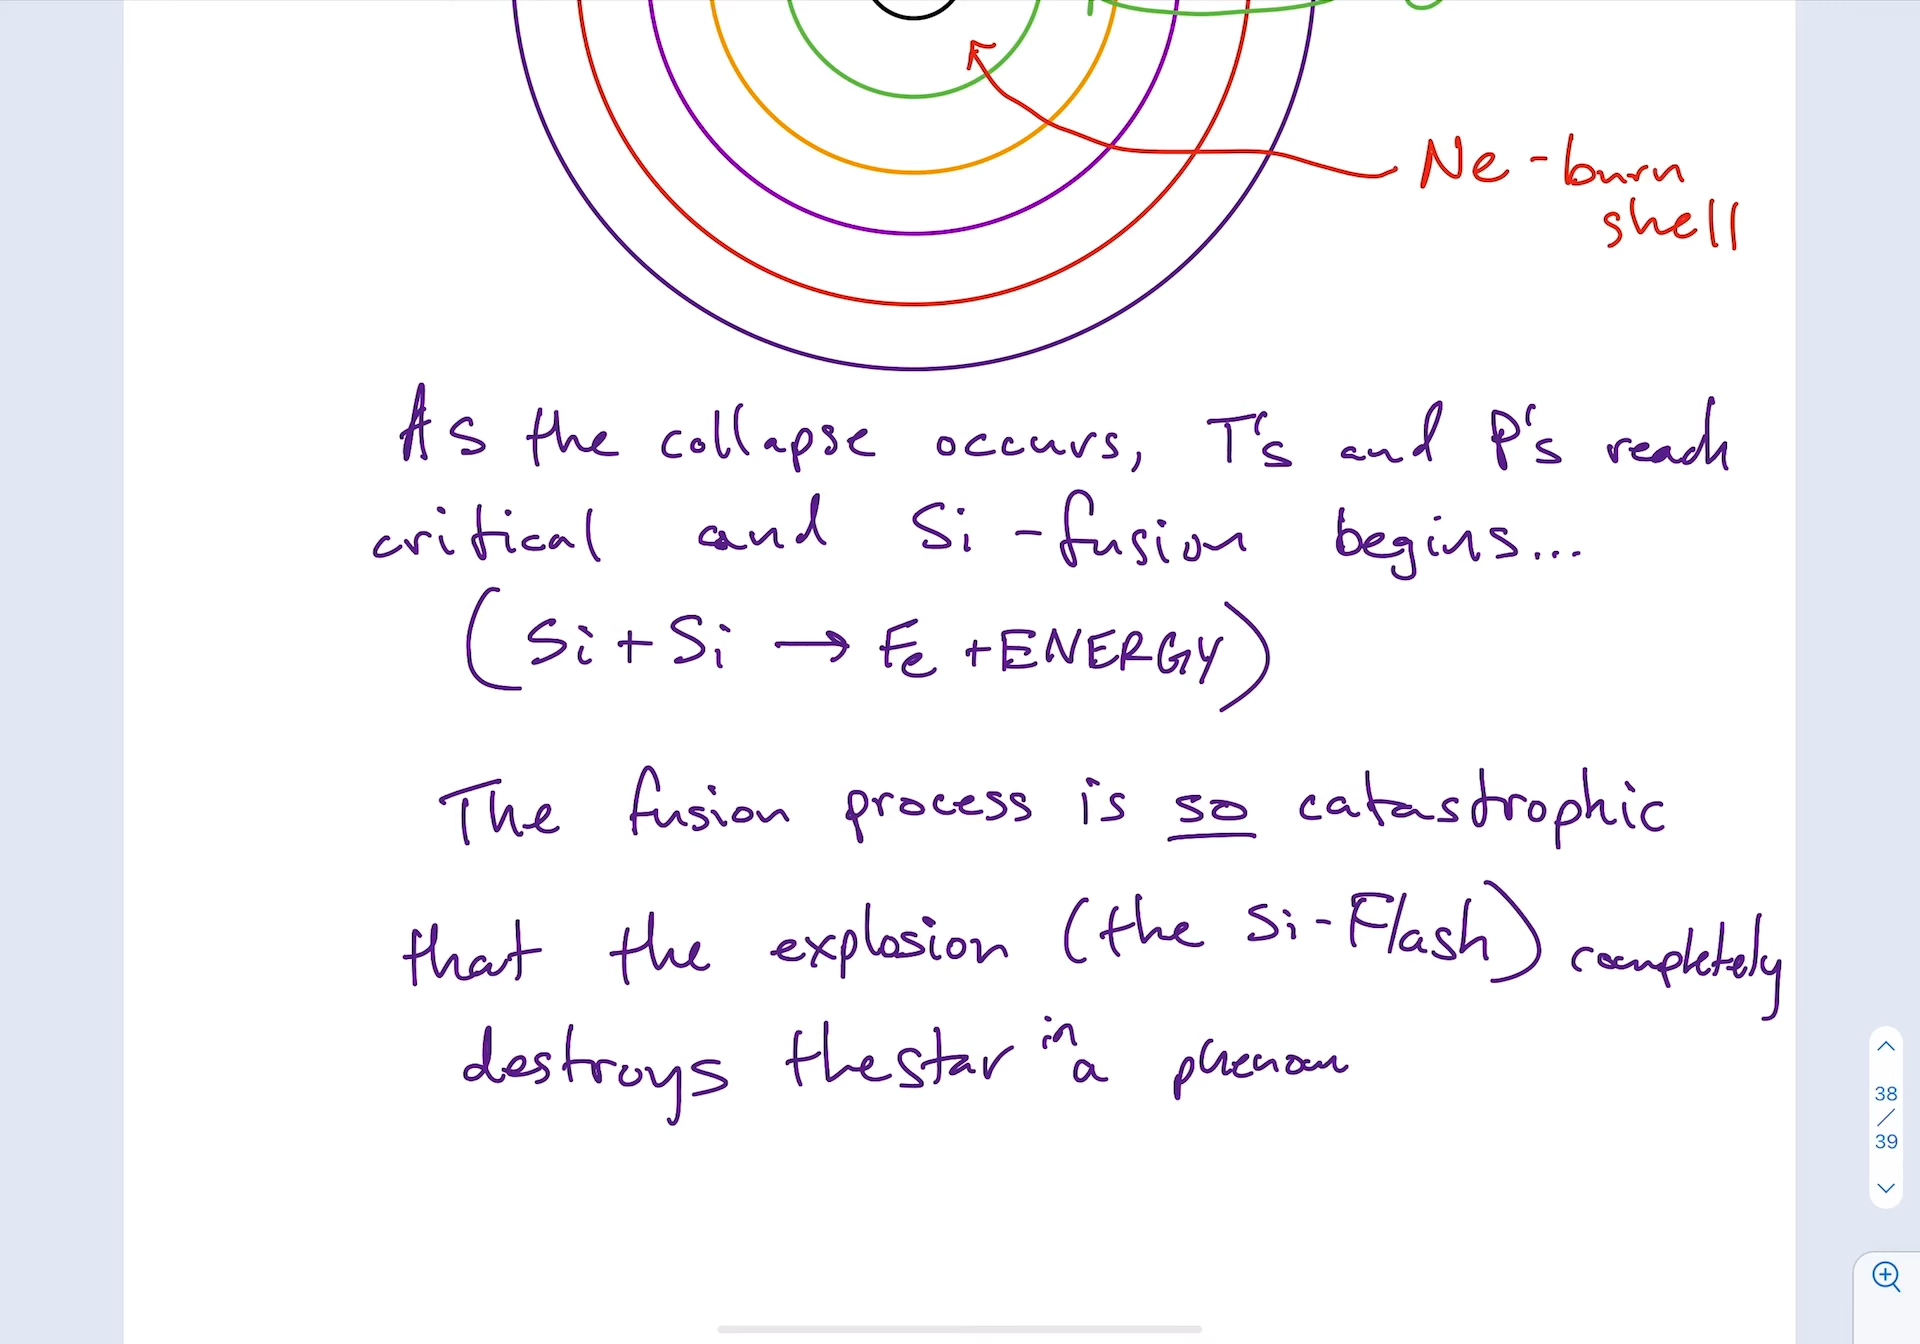 Ne-burn
shell
As the collapse occurs, T's and P's reach
critical and Si-fusion begins...
(Si + Si → Fe + ENERGY)
The fusion process is so catastrophic
that the explosion (the Si-Flash) completely
destroys the star in a phenom
38
/
39